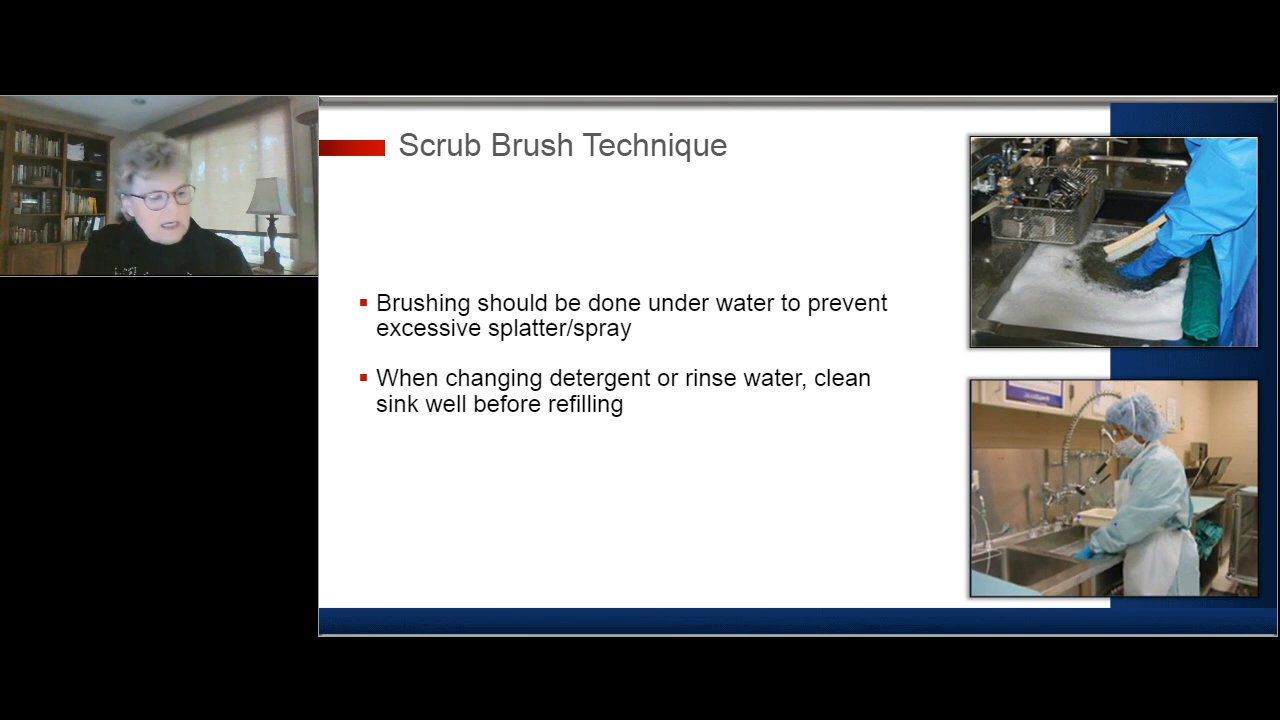 Scrub Brush Technique
Brushing should be done under water to prevent
excessive splatter/spray
When changing detergent or rinse water, clean
sink well before refilling